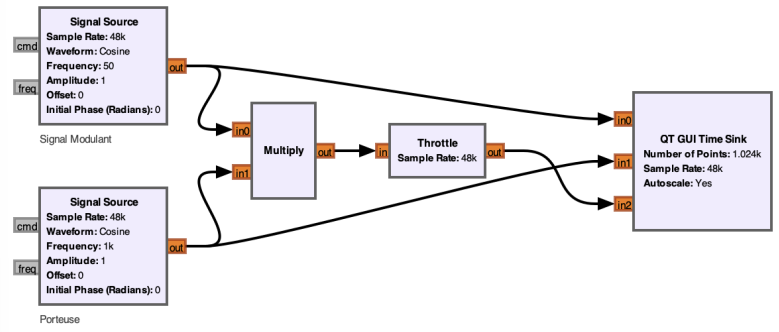 Signal Source
Sample Rate: 48k
Waveform: Cosine
Frequency: 50
Amplitude: 1
Offset: 0
Initial Phase (Radians): 0
cmd
freq
out
Signal Modulant
in0
in1
Multiply
out
in
Throttle
Sample Rate: 48k
out
in0
in1
in2
QT GUI Time Sink
Number of Points: 1.024k
Sample Rate: 48k
Autoscale: Yes
Signal Source
Sample Rate: 48k
Waveform: Cosine
Frequency: 1k
Amplitude: 1
Offset: 0
Initial Phase (Radians): 0
cmd
freq
out
Porteuse